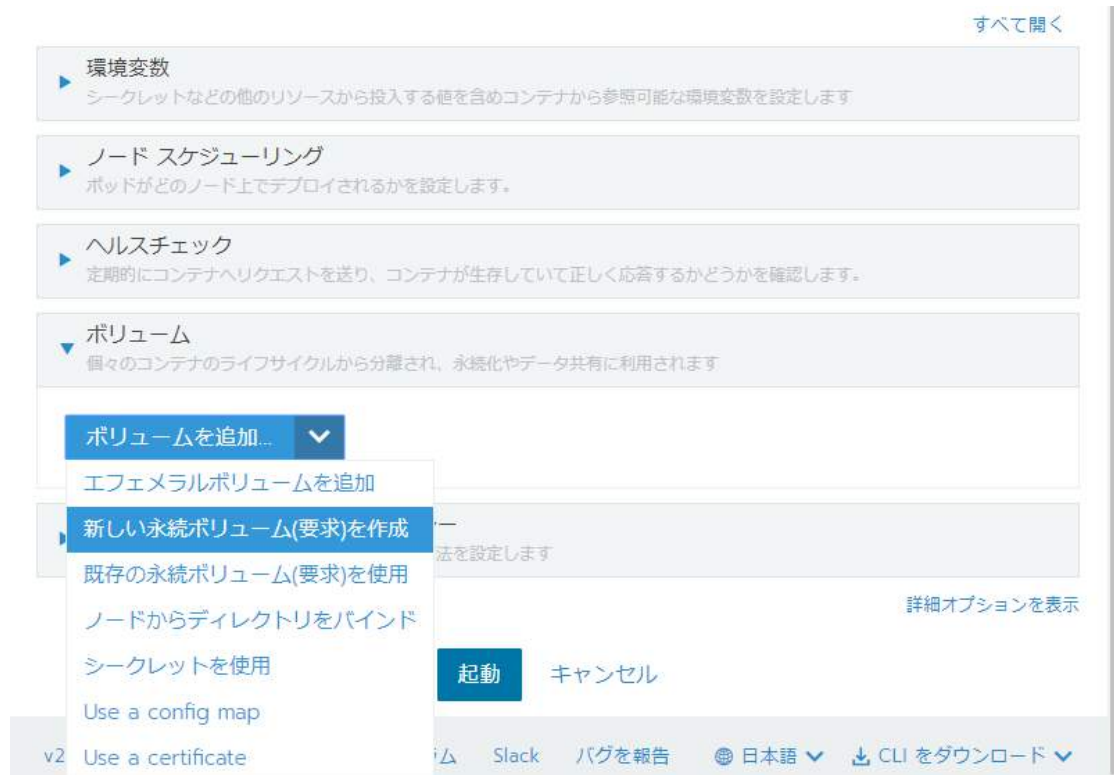 すべて開く
環境変数
シークレットなどの他のリソースから投入する値を含めコンテナから参照可能な環境変数を設定します
ノード スケジューリング
ポッドがどのノード上でデプロイされるかを設定します。
ヘルスチェック
定期的にコンテナへリクエストを送り、コンテナが生存していて正しく応答するかどうかを確認します。
ボリューム
個々のコンテナのライフサイクルから分離され、永続化やデータ共有に利用されます
ボリュームを追加...
エフェメラルボリュームを追加
新しい永続ボリューム(要求)を作成
ー
法を設定します
既存の永続ボリューム(要求)を使用
ノードからディレクトリをバインド
詳細オプションを表示
シークレットを使用
起動 キャンセル
Use a config map
Use a certificate
v2 ラム Slack バグを報告 日本語 CLI をダウンロード